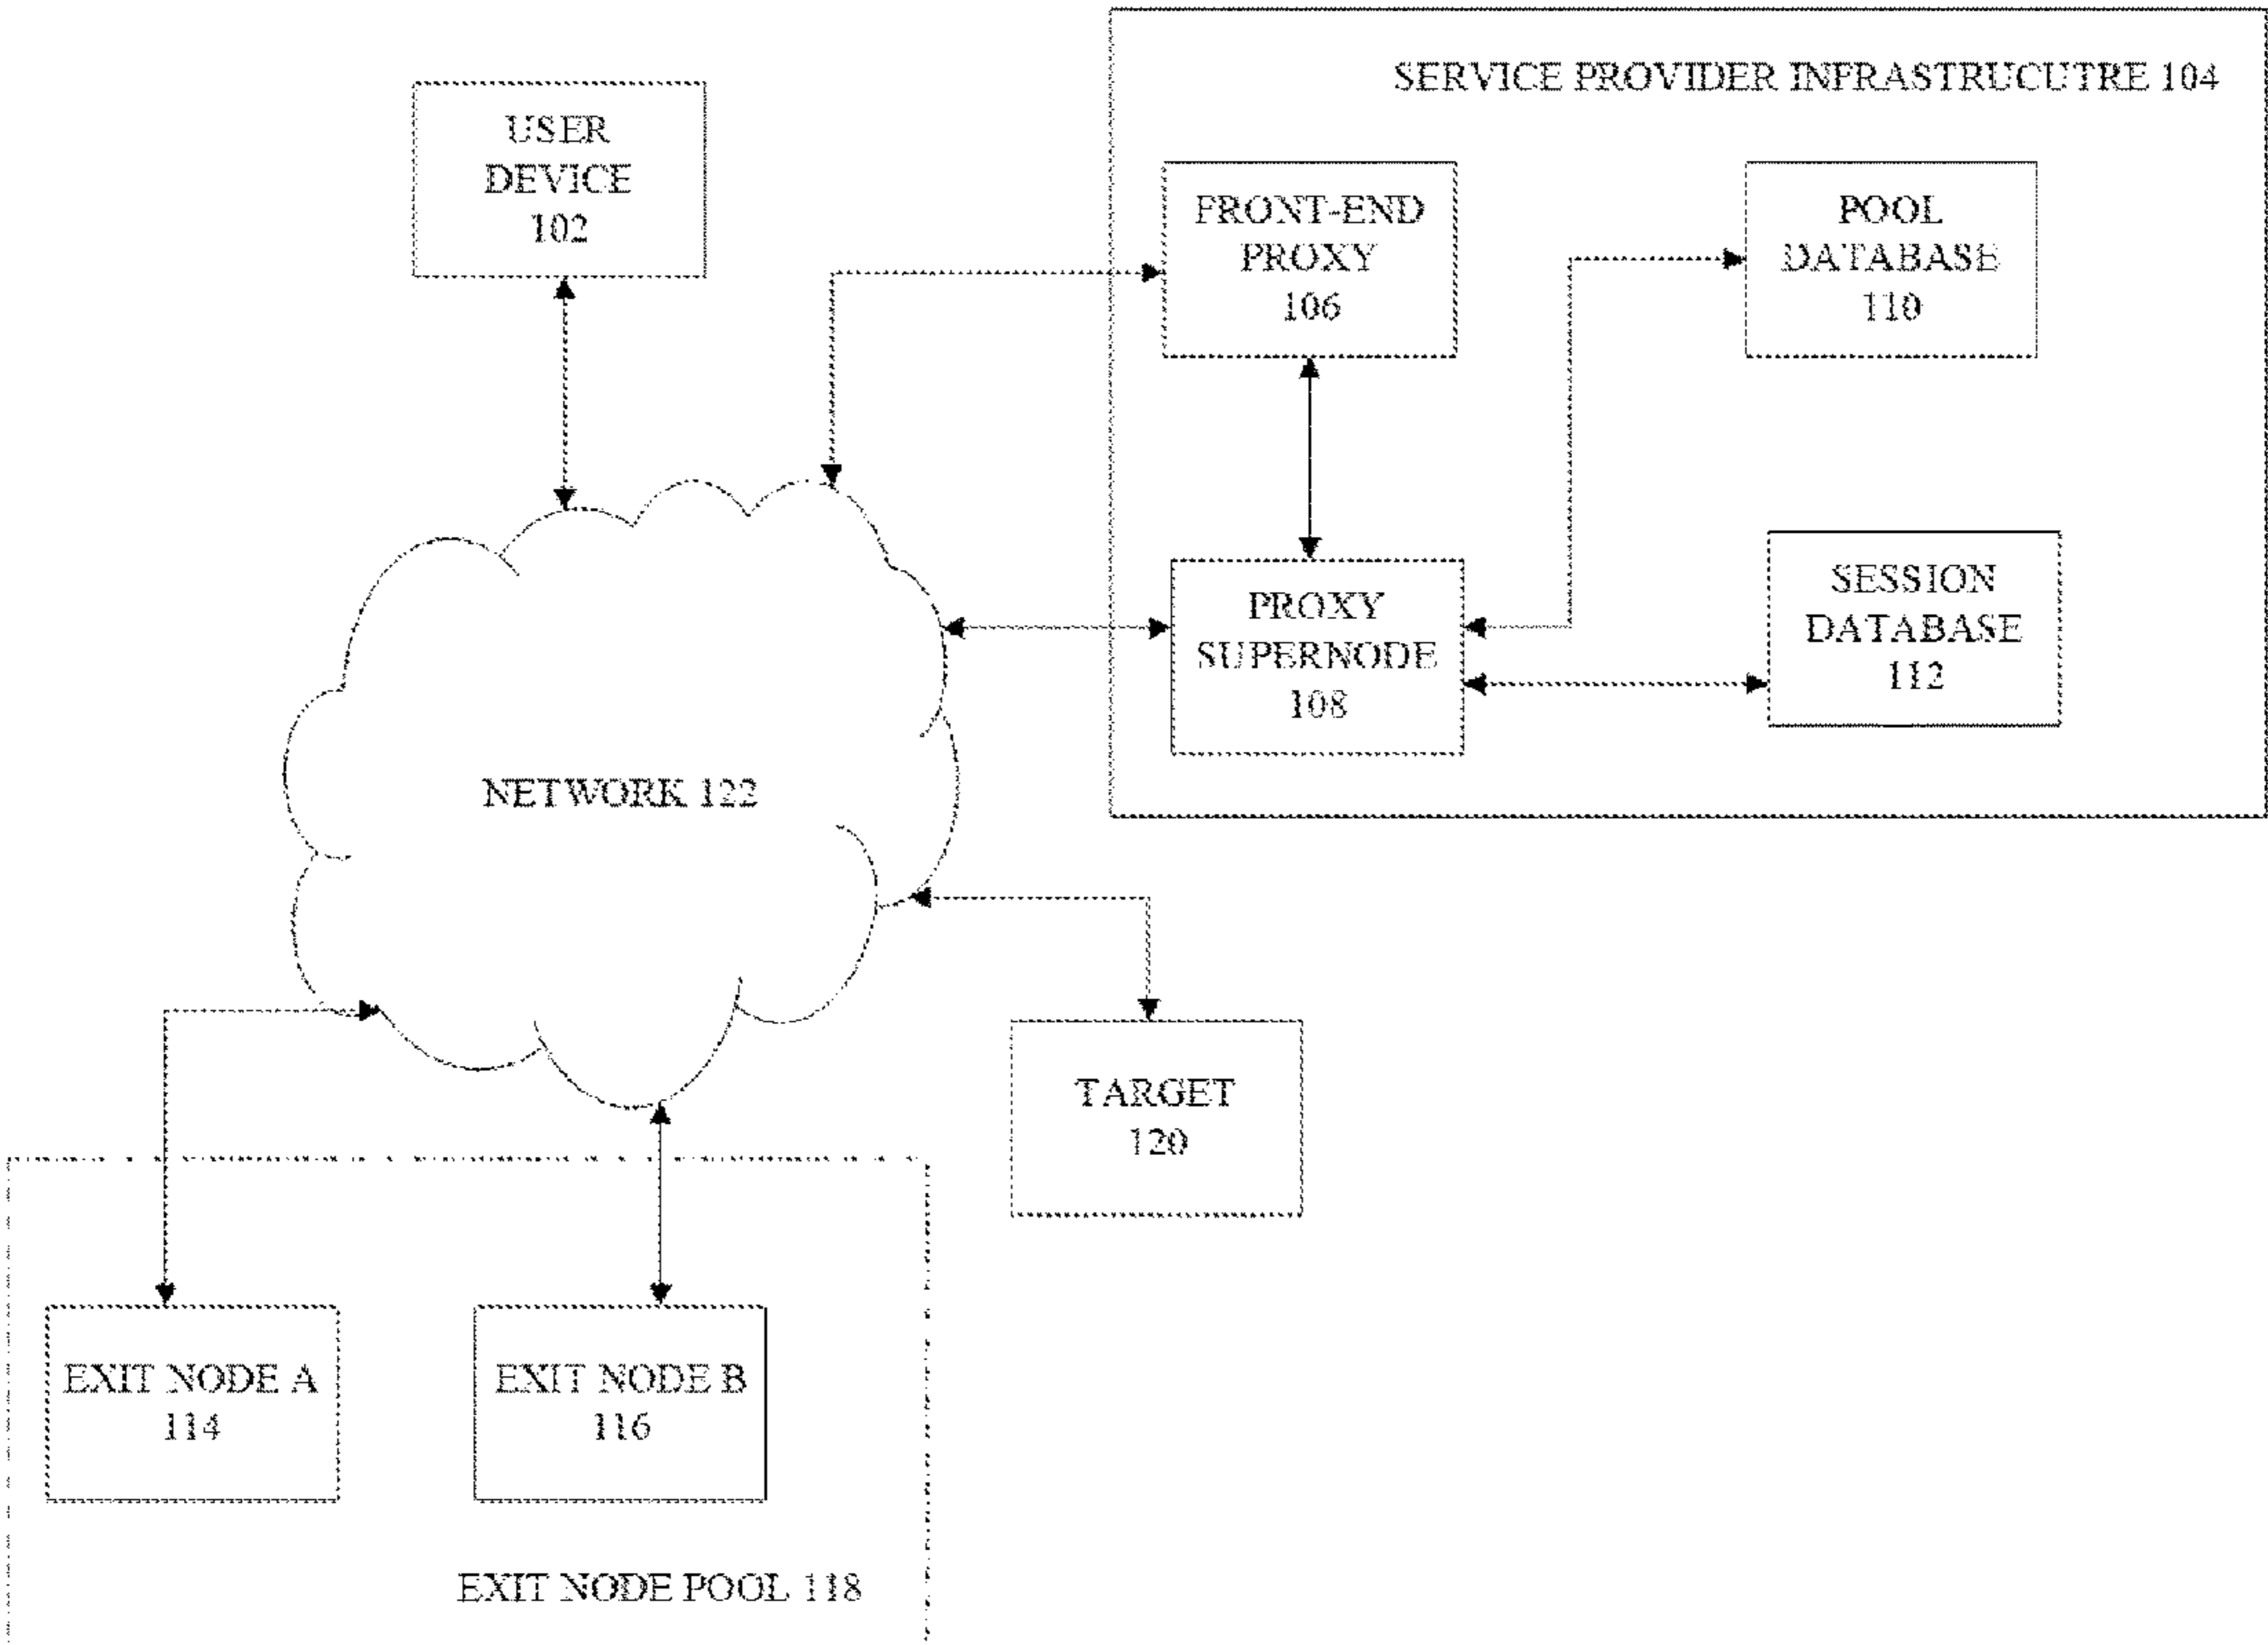 SERVICE PROVIDER INFRASTRUCUTRE 104
USER
DEVICE
102
FRONT-END
PROXY
106
POOL
DATABASE
110
PROXY
SUPERNODE
108
SESSION
DATABASE
112
NETWORK 122
TARGET
120
EXIT NODE A
114
EXIT NODE B
116
EXIT NODE POOL 118